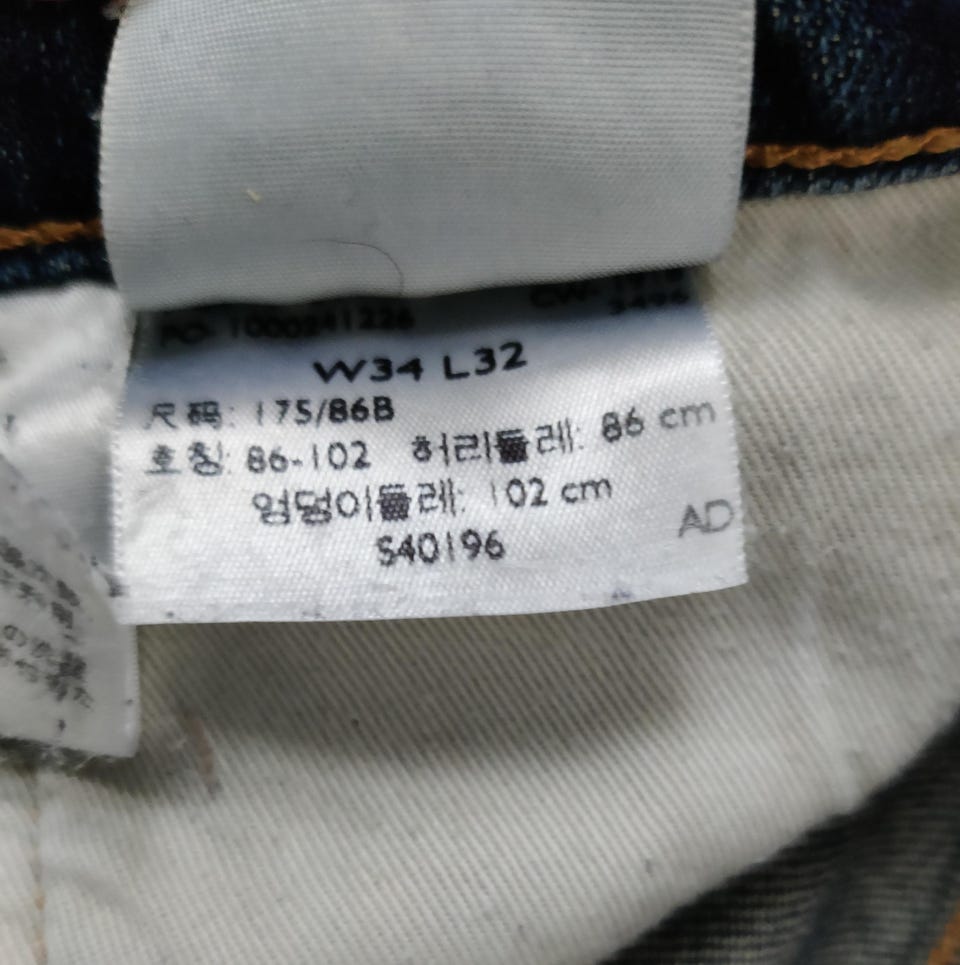 PO: 1000241226
W34 L32
尺码: 175/86B
호칭: 86-102 허리둘레: 86 cm
엉덩이둘레: 102 cm
S40196
AD